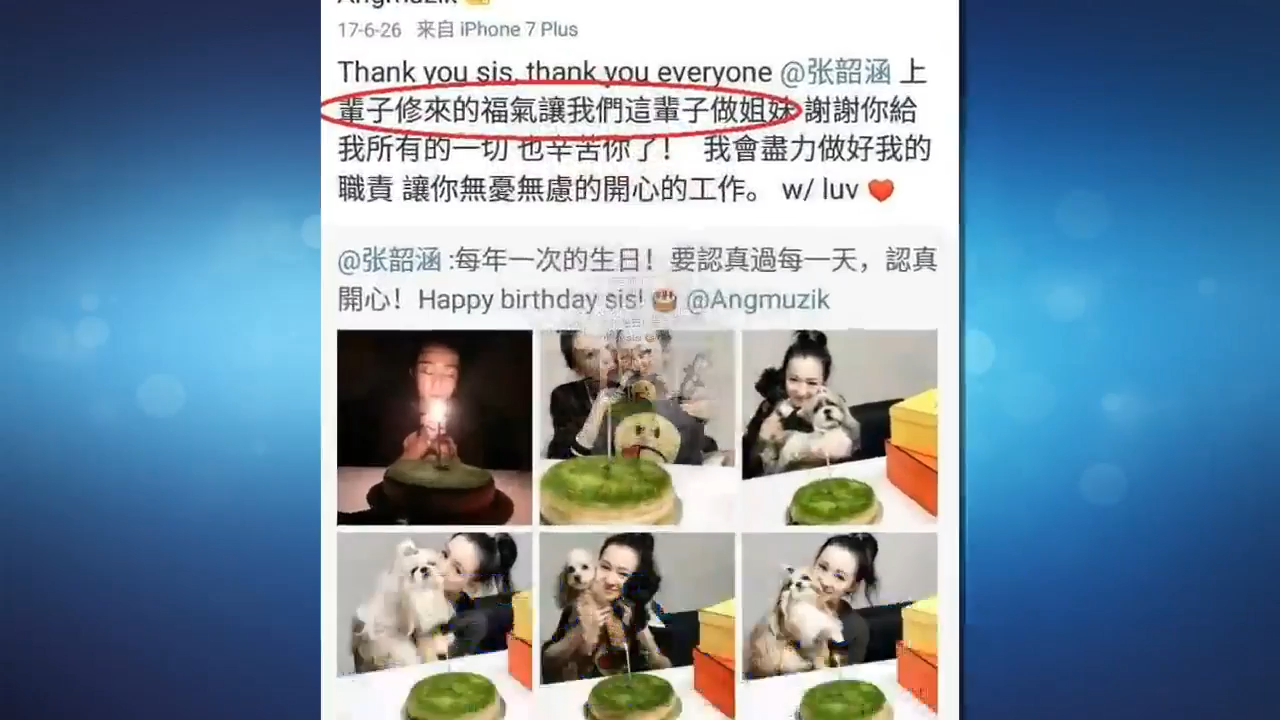 Angmuzik
17-6-26 来自 iPhone 7 Plus
Thank you sis, thank you everyone @张韶涵 上
輩子修來的福氣讓我們這輩子做姐妹 謝謝你給
我所有的一切 也辛苦你了！ 我會盡力做好我的
職責 讓你無憂無慮的開心的工作。 w/ luv ❤️
@张韶涵 :每年一次的生日！要認真過每一天，認真
開心！Happy birthday sis! 🎂 @Angmuzik